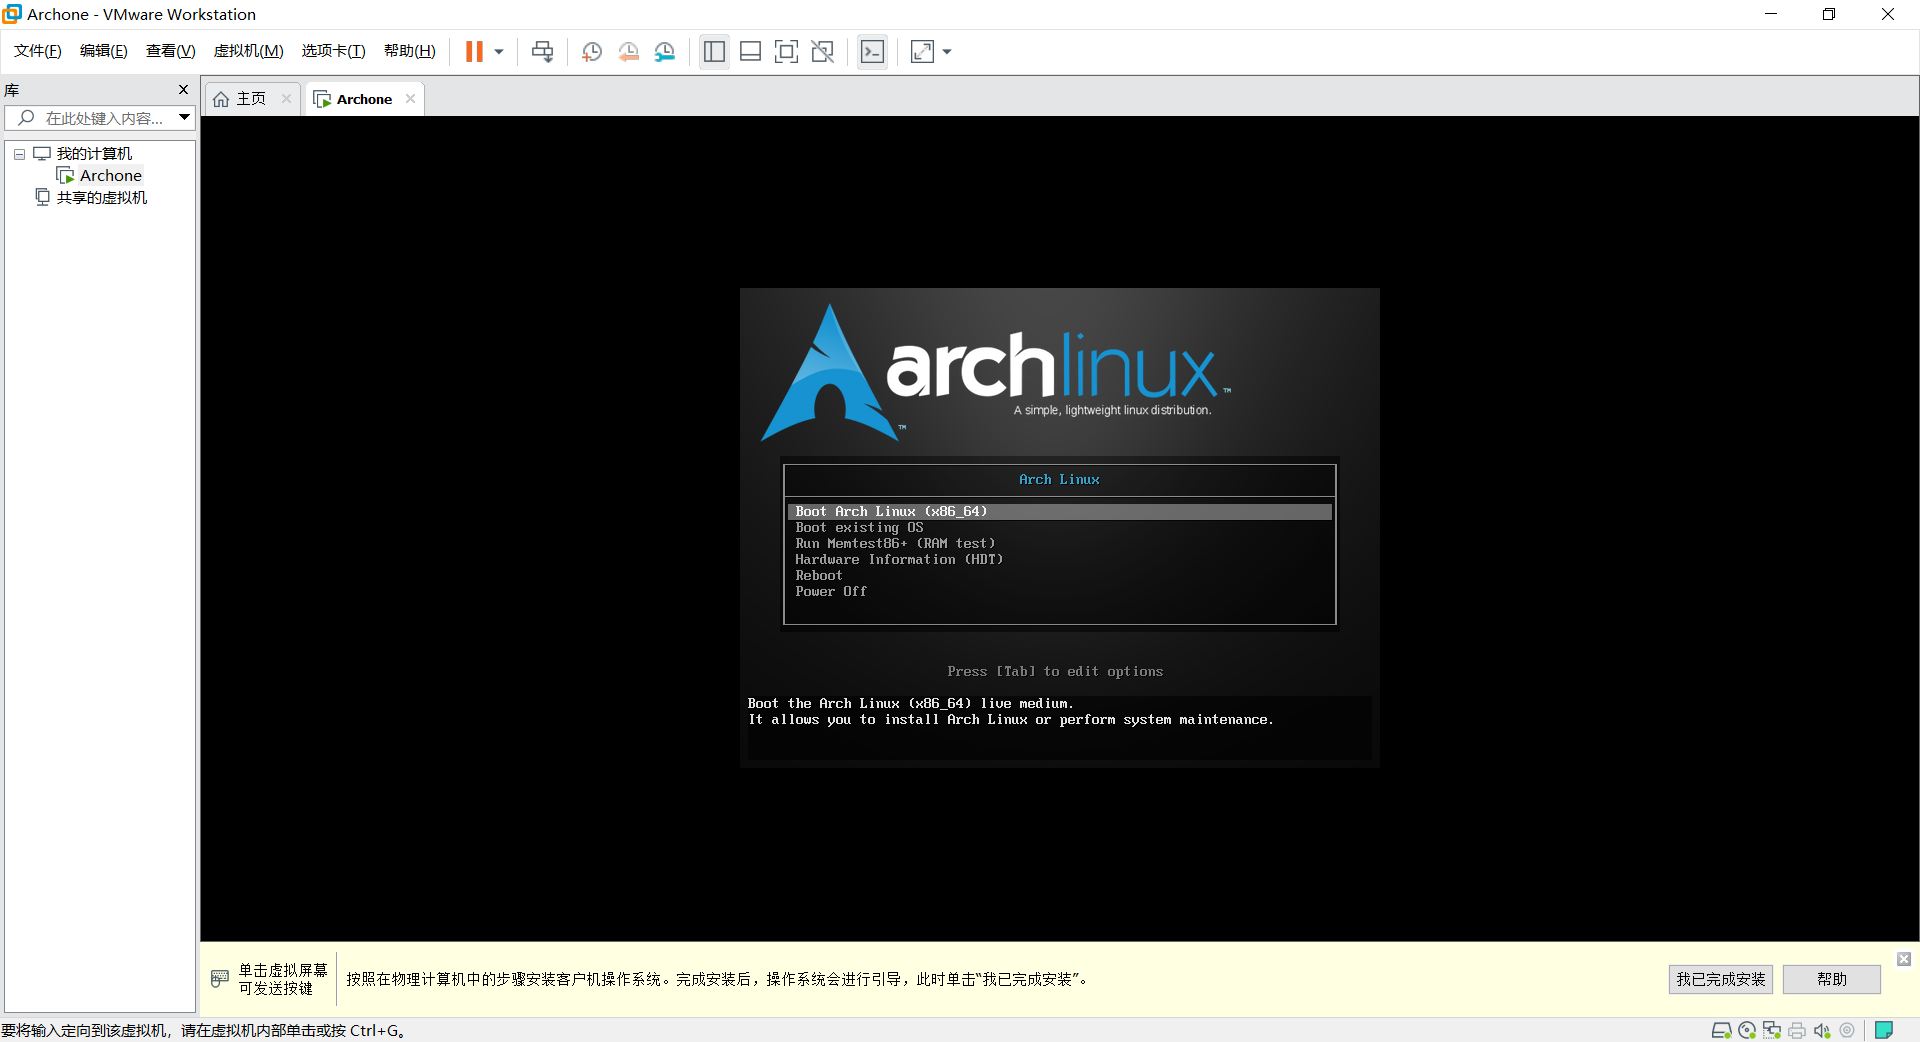 Archone - VMware Workstation
文件(F) 编辑(E) 查看(V) 虚拟机(M) 选项卡(T) 帮助(H)
库
在此处键入内容...
我的计算机
Archone
共享的虚拟机
主页
Archone
archlinux™
A simple, lightweight linux distribution.
™
Arch Linux
Boot Arch Linux (x86_64)
Boot existing OS
Run Memtest86+ (RAM test)
Hardware Information (HDT)
Reboot
Power Off
Press [Tab] to edit options
Boot the Arch Linux (x86_64) live medium.
It allows you to install Arch Linux or perform system maintenance.
单击虚拟屏幕
可发送按键
按照在物理计算机中的步骤安装客户机操作系统。完成安装后，操作系统会进行引导，此时单击“我已完成安装”。
我已完成安装
帮助
要将输入定向到该虚拟机，请在虚拟机内部单击或按 Ctrl+G。